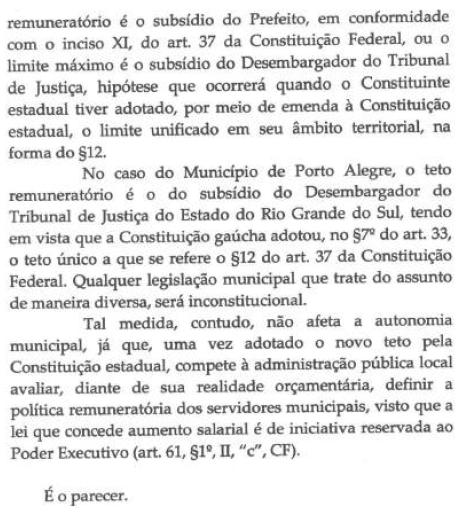 remuneratório é o subsídio do Prefeito, em conformidade
com o inciso XI, do art. 37 da Constituição Federal, ou o
limite máximo é o subsídio do Desembargador do Tribunal
de Justiça, hipótese que ocorrerá quando o Constituinte
estadual tiver adotado, por meio de emenda à Constituição
estadual, o limite unificado em seu âmbito territorial, na
forma do §12.
No caso do Município de Porto Alegre, o teto
remuneratório é o do subsídio do Desembargador do
Tribunal de Justiça do Estado do Rio Grande do Sul, tendo
em vista que a Constituição gaúcha adotou, no §7º do art. 33,
o teto único a que se refere o §12 do art. 37 da Constituição
Federal. Qualquer legislação municipal que trate do assunto
de maneira diversa, será inconstitucional.
Tal medida, contudo, não afeta a autonomia
municipal, já que, uma vez adotado o novo teto pela
Constituição estadual, compete à administração pública local
avaliar, diante de sua realidade orçamentária, definir a
política remuneratória dos servidores municipais, visto que a
lei que concede aumento salarial é de iniciativa reservada ao
Poder Executivo (art. 61, §1º, II, “c”, CF).
É o parecer.